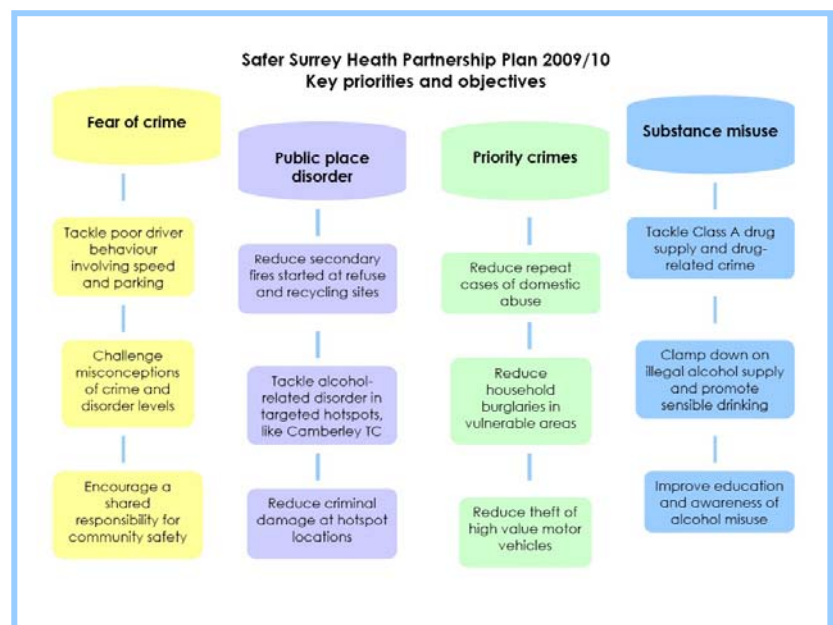 Safer Surrey Heath Partnership Plan 2009/10
Key priorities and objectives
Fear of crime
Tackle poor driver
behaviour
involving speed
and parking
Challenge
misconceptions
of crime and
disorder levels
Encourage a
shared
responsibility for
community safety
Public place
disorder
Reduce secondary
fires started at refuse
and recycling sites
Tackle alcohol-
related disorder in
targeted hotspots,
like Camberley TC
Reduce criminal
damage at hotspot
locations
Priority crimes
Reduce repeat
cases of domestic
abuse
Reduce
household
burglaries in
vulnerable areas
Reduce theft of
high value motor
vehicles
Substance misuse
Tackle Class A drug
supply and drug-
related crime
Clamp down on
illegal alcohol supply
and promote
sensible drinking
Improve education
and awareness of
alcohol misuse